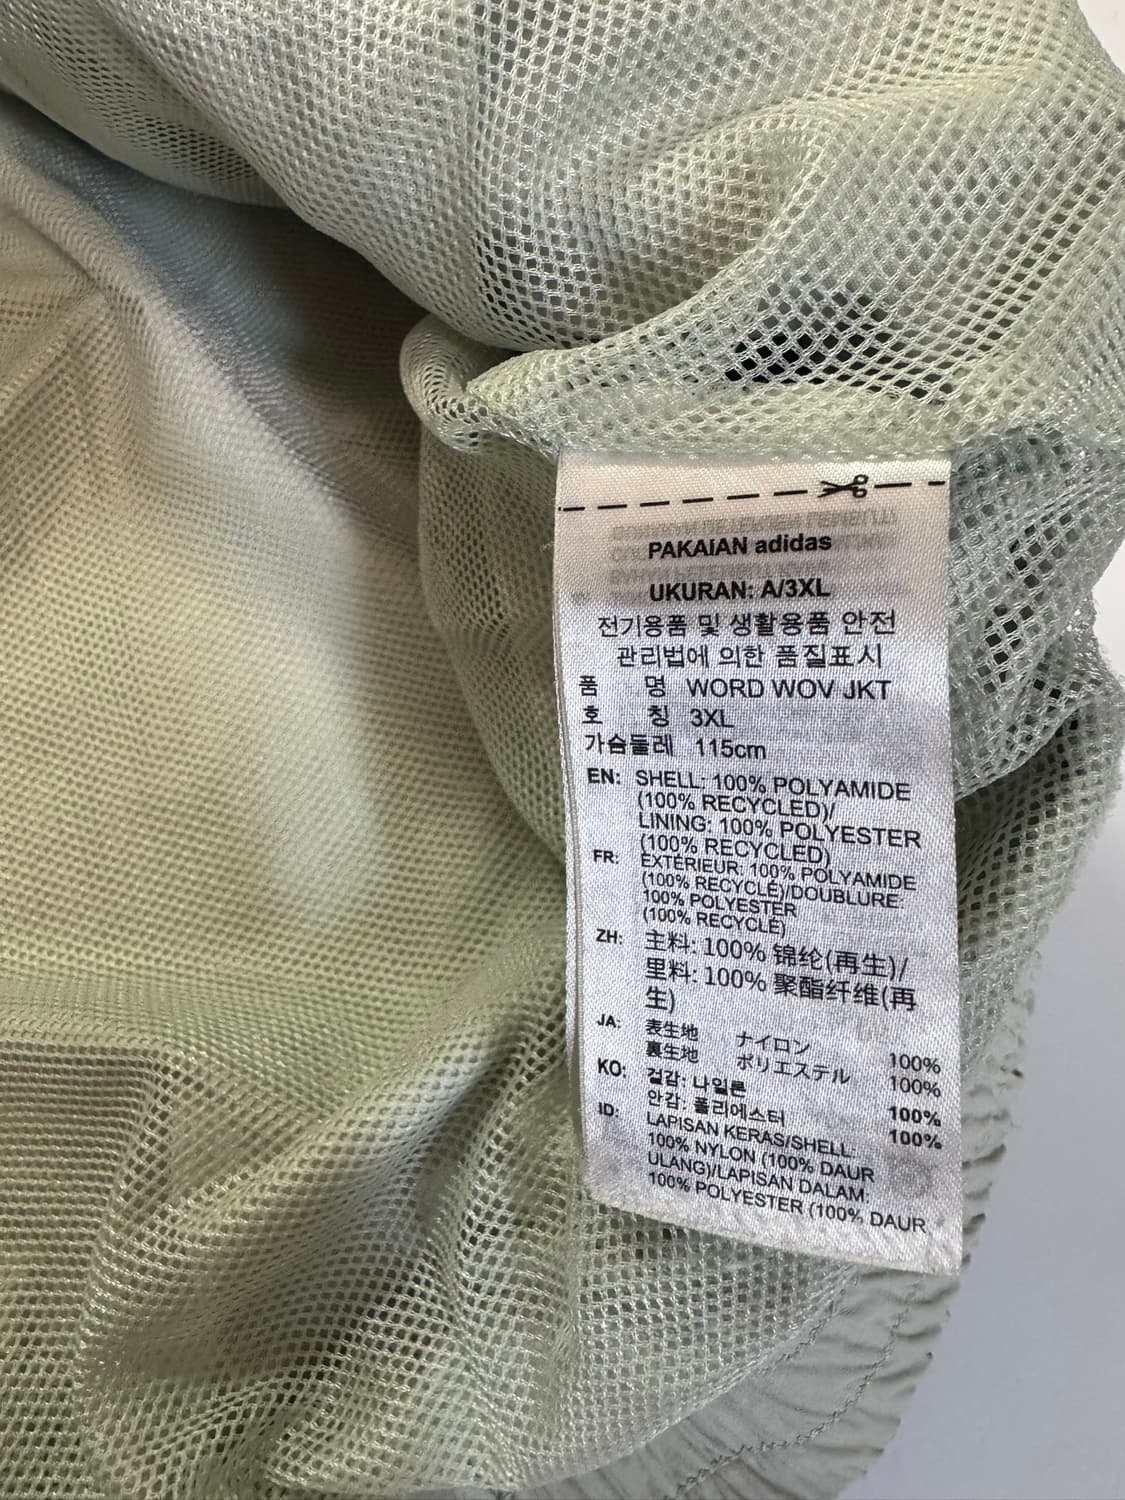 PAKAiAN adidas
UKURAN: A/3XL
전기용품 및 생활용품 안전
관리법에 의한 품질표시
품 명 WORD WOV JKT
호 칭 3XL
가슴둘레 115cm
EN: SHELL: 100% POLYAMIDE
(100% RECYCLED)/
LINING: 100% POLYESTER
(100% RECYCLED)
FR: EXTÉRIEUR: 100% POLYAMIDE
(100% RECYCLÉ)/DOUBLURE:
100% POLYESTER
(100% RECYCLÉ)
ZH: 主料: 100% 锦纶(再生)/
里料: 100% 聚酯纤维(再
生)
JA: 表生地 ナイロン 100%
裏生地 ポリエステル 100%
KO: 겉감: 나일론 100%
안감: 폴리에스터 100%
ID: LAPISAN KERAS/SHELL:
100% NYLON (100% DAUR
ULANG)/LAPISAN DALAM:
100% POLYESTER (100% DAUR